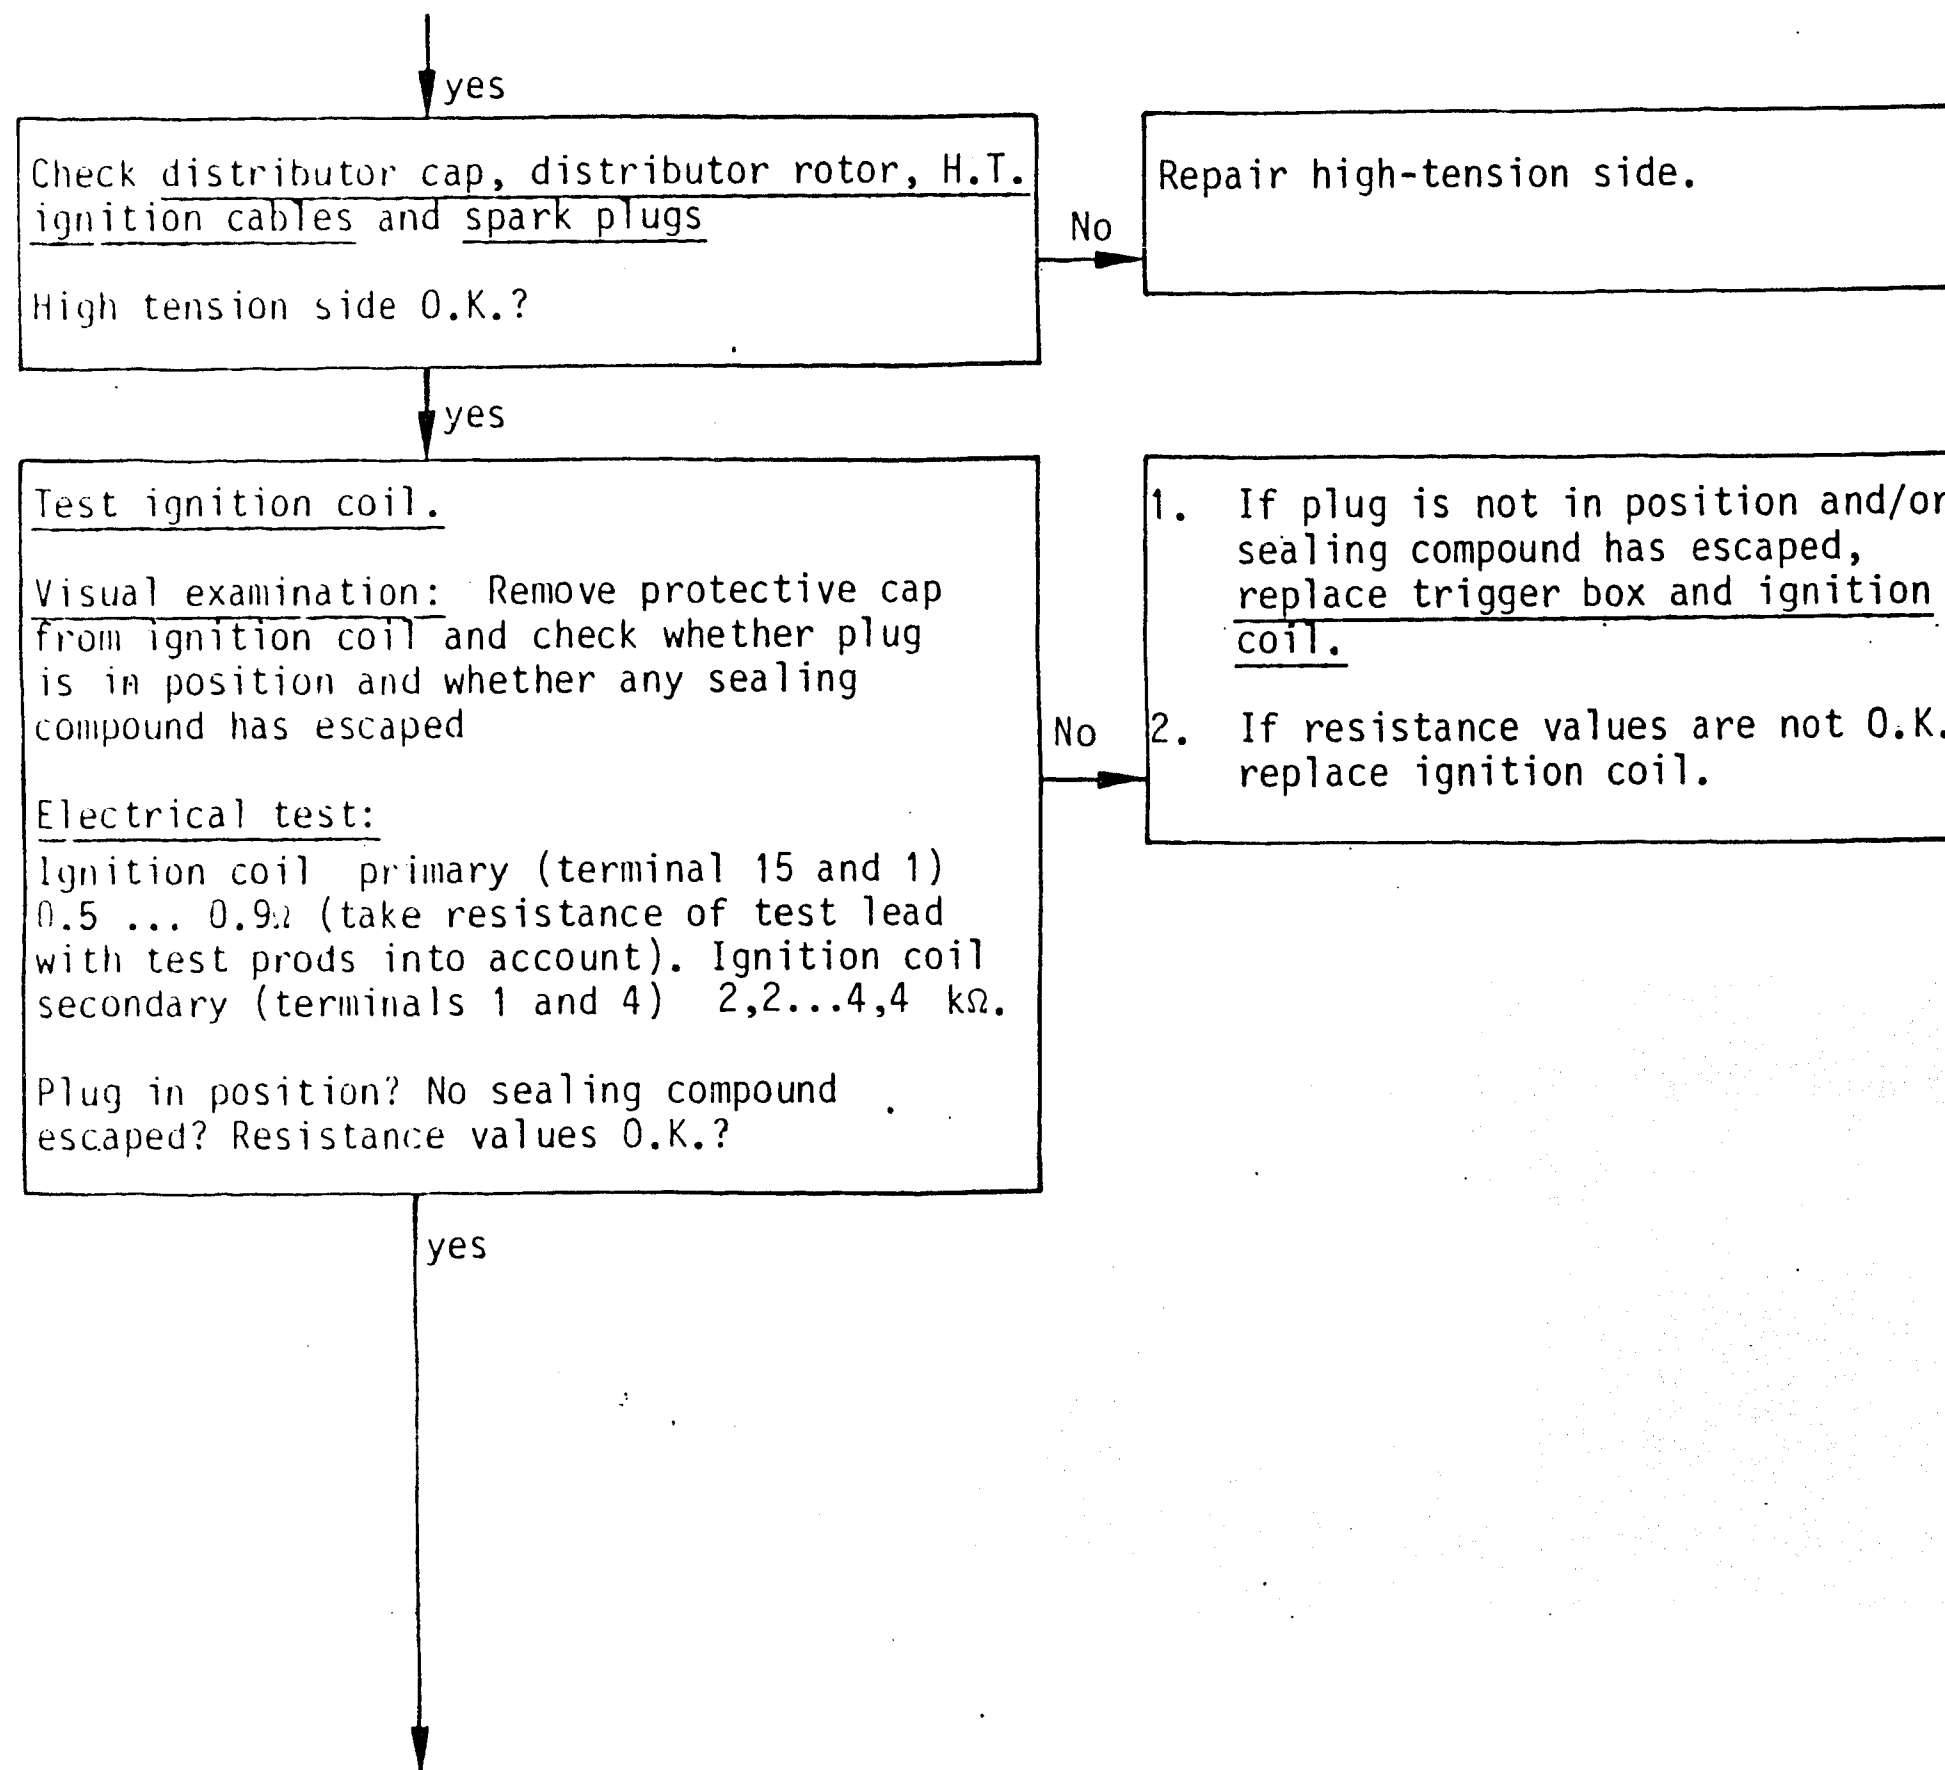 yes
Check distributor cap, distributor rotor, H.T.
ignition cables and spark plugs
High tension side O.K.?
No
Repair high-tension side.
yes
Test ignition coil.
Visual examination: Remove protective cap
from ignition coil and check whether plug
is in position and whether any sealing
compound has escaped
Electrical test:
Ignition coil primary (terminal 15 and 1)
0.5 ... 0.9Ω (take resistance of test lead
with test prods into account). Ignition coil
secondary (terminals 1 and 4) 2,2...4,4 kΩ.
Plug in position? No sealing compound
escaped? Resistance values O.K.?
No
1. If plug is not in position and/or
sealing compound has escaped,
replace trigger box and ignition
coil.
2. If resistance values are not O.K.
replace ignition coil.
yes